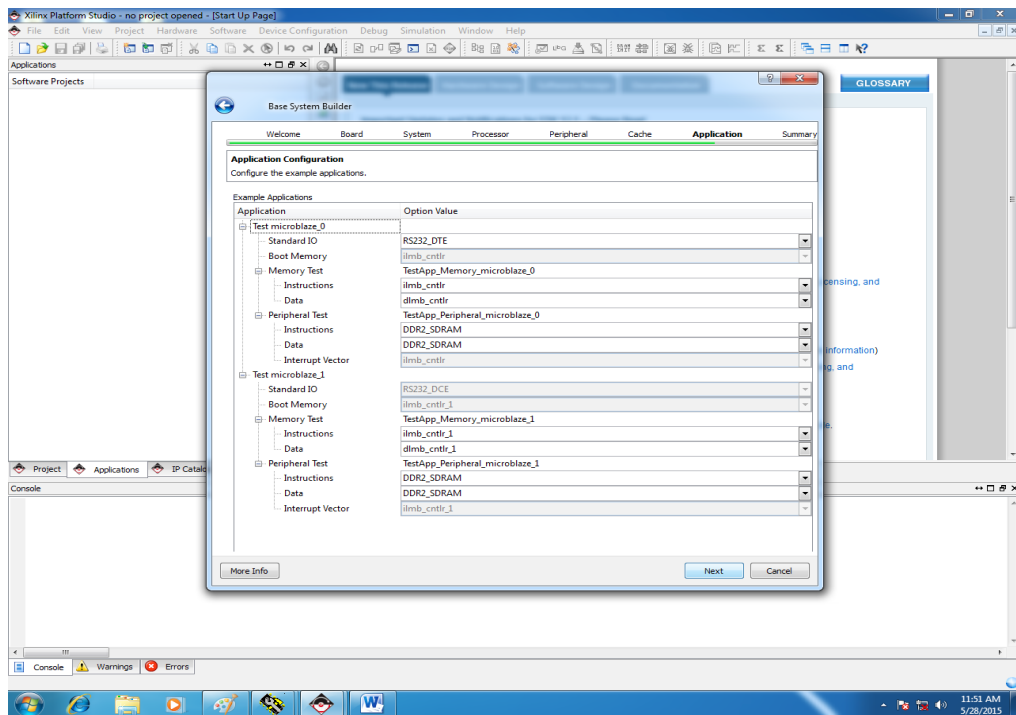 Xilinx Platform Studio - no project opened - [Start Up Page]
File Edit View Project Hardware Software Device Configuration Debug Simulation Window Help
Applications
Software Projects
GLOSSARY
Base System Builder
Welcome Board System Processor Peripheral Cache Application Summary
Application Configuration
Configure the example applications.
Example Applications
Application Option Value
Test microblaze_0
Standard IO RS232_DTE
Boot Memory ilmb_cntlr
Memory Test TestApp_Memory_microblaze_0
Instructions ilmb_cntlr
Data dlmb_cntlr
Peripheral Test TestApp_Peripheral_microblaze_0
Instructions DDR2_SDRAM
Data DDR2_SDRAM
Interrupt Vector ilmb_cntlr
Test microblaze_1
Standard IO RS232_DCE
Boot Memory ilmb_cntlr_1
Memory Test TestApp_Memory_microblaze_1
Instructions ilmb_cntlr_1
Data dlmb_cntlr_1
Peripheral Test TestApp_Peripheral_microblaze_1
Instructions DDR2_SDRAM
Data DDR2_SDRAM
Interrupt Vector ilmb_cntlr_1
More Info Next Cancel
censing, and
information)
ng, and
e.
Project Applications IP Catalo
Console
Console Warnings Errors
11:51 AM
5/28/2015